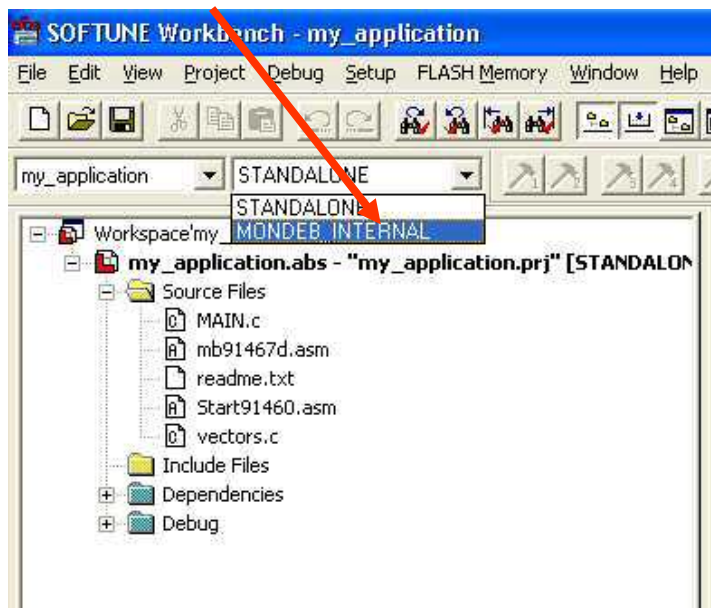 SOFTUNE Workbench - my_application
File Edit View Project Debug Setup FLASH Memory Window Help
my_application STANDALONE
STANDALONE
MONDEB_INTERNAL
Workspace'my_
my_application.abs - "my_application.prj" [STANDALON
Source Files
MAIN.c
mb91467d.asm
readme.txt
Start91460.asm
vectors.c
Include Files
Dependencies
Debug